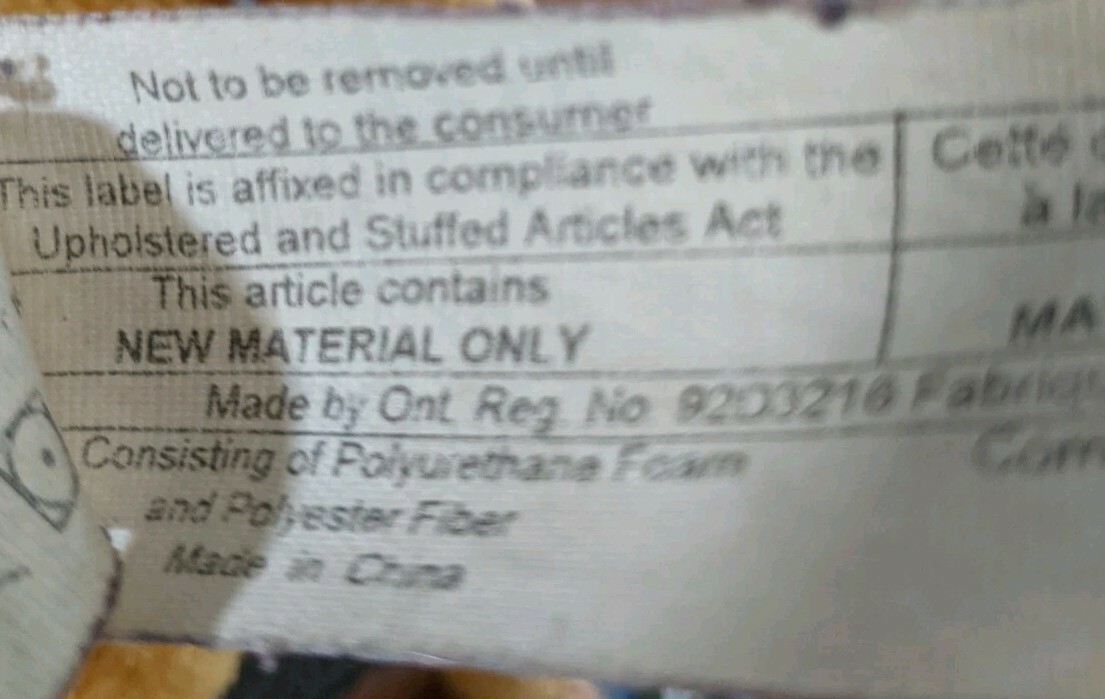 Not to be removed until
delivered to the consumer
This label is affixed in compliance with the
Upholstered and Stuffed Articles Act
Cette
à
This article contains
NEW MATERIAL ONLY
MA
Made by Ont. Reg. No
Consisting of Polyurethane Foam
and Polyester Fiber
Made in China